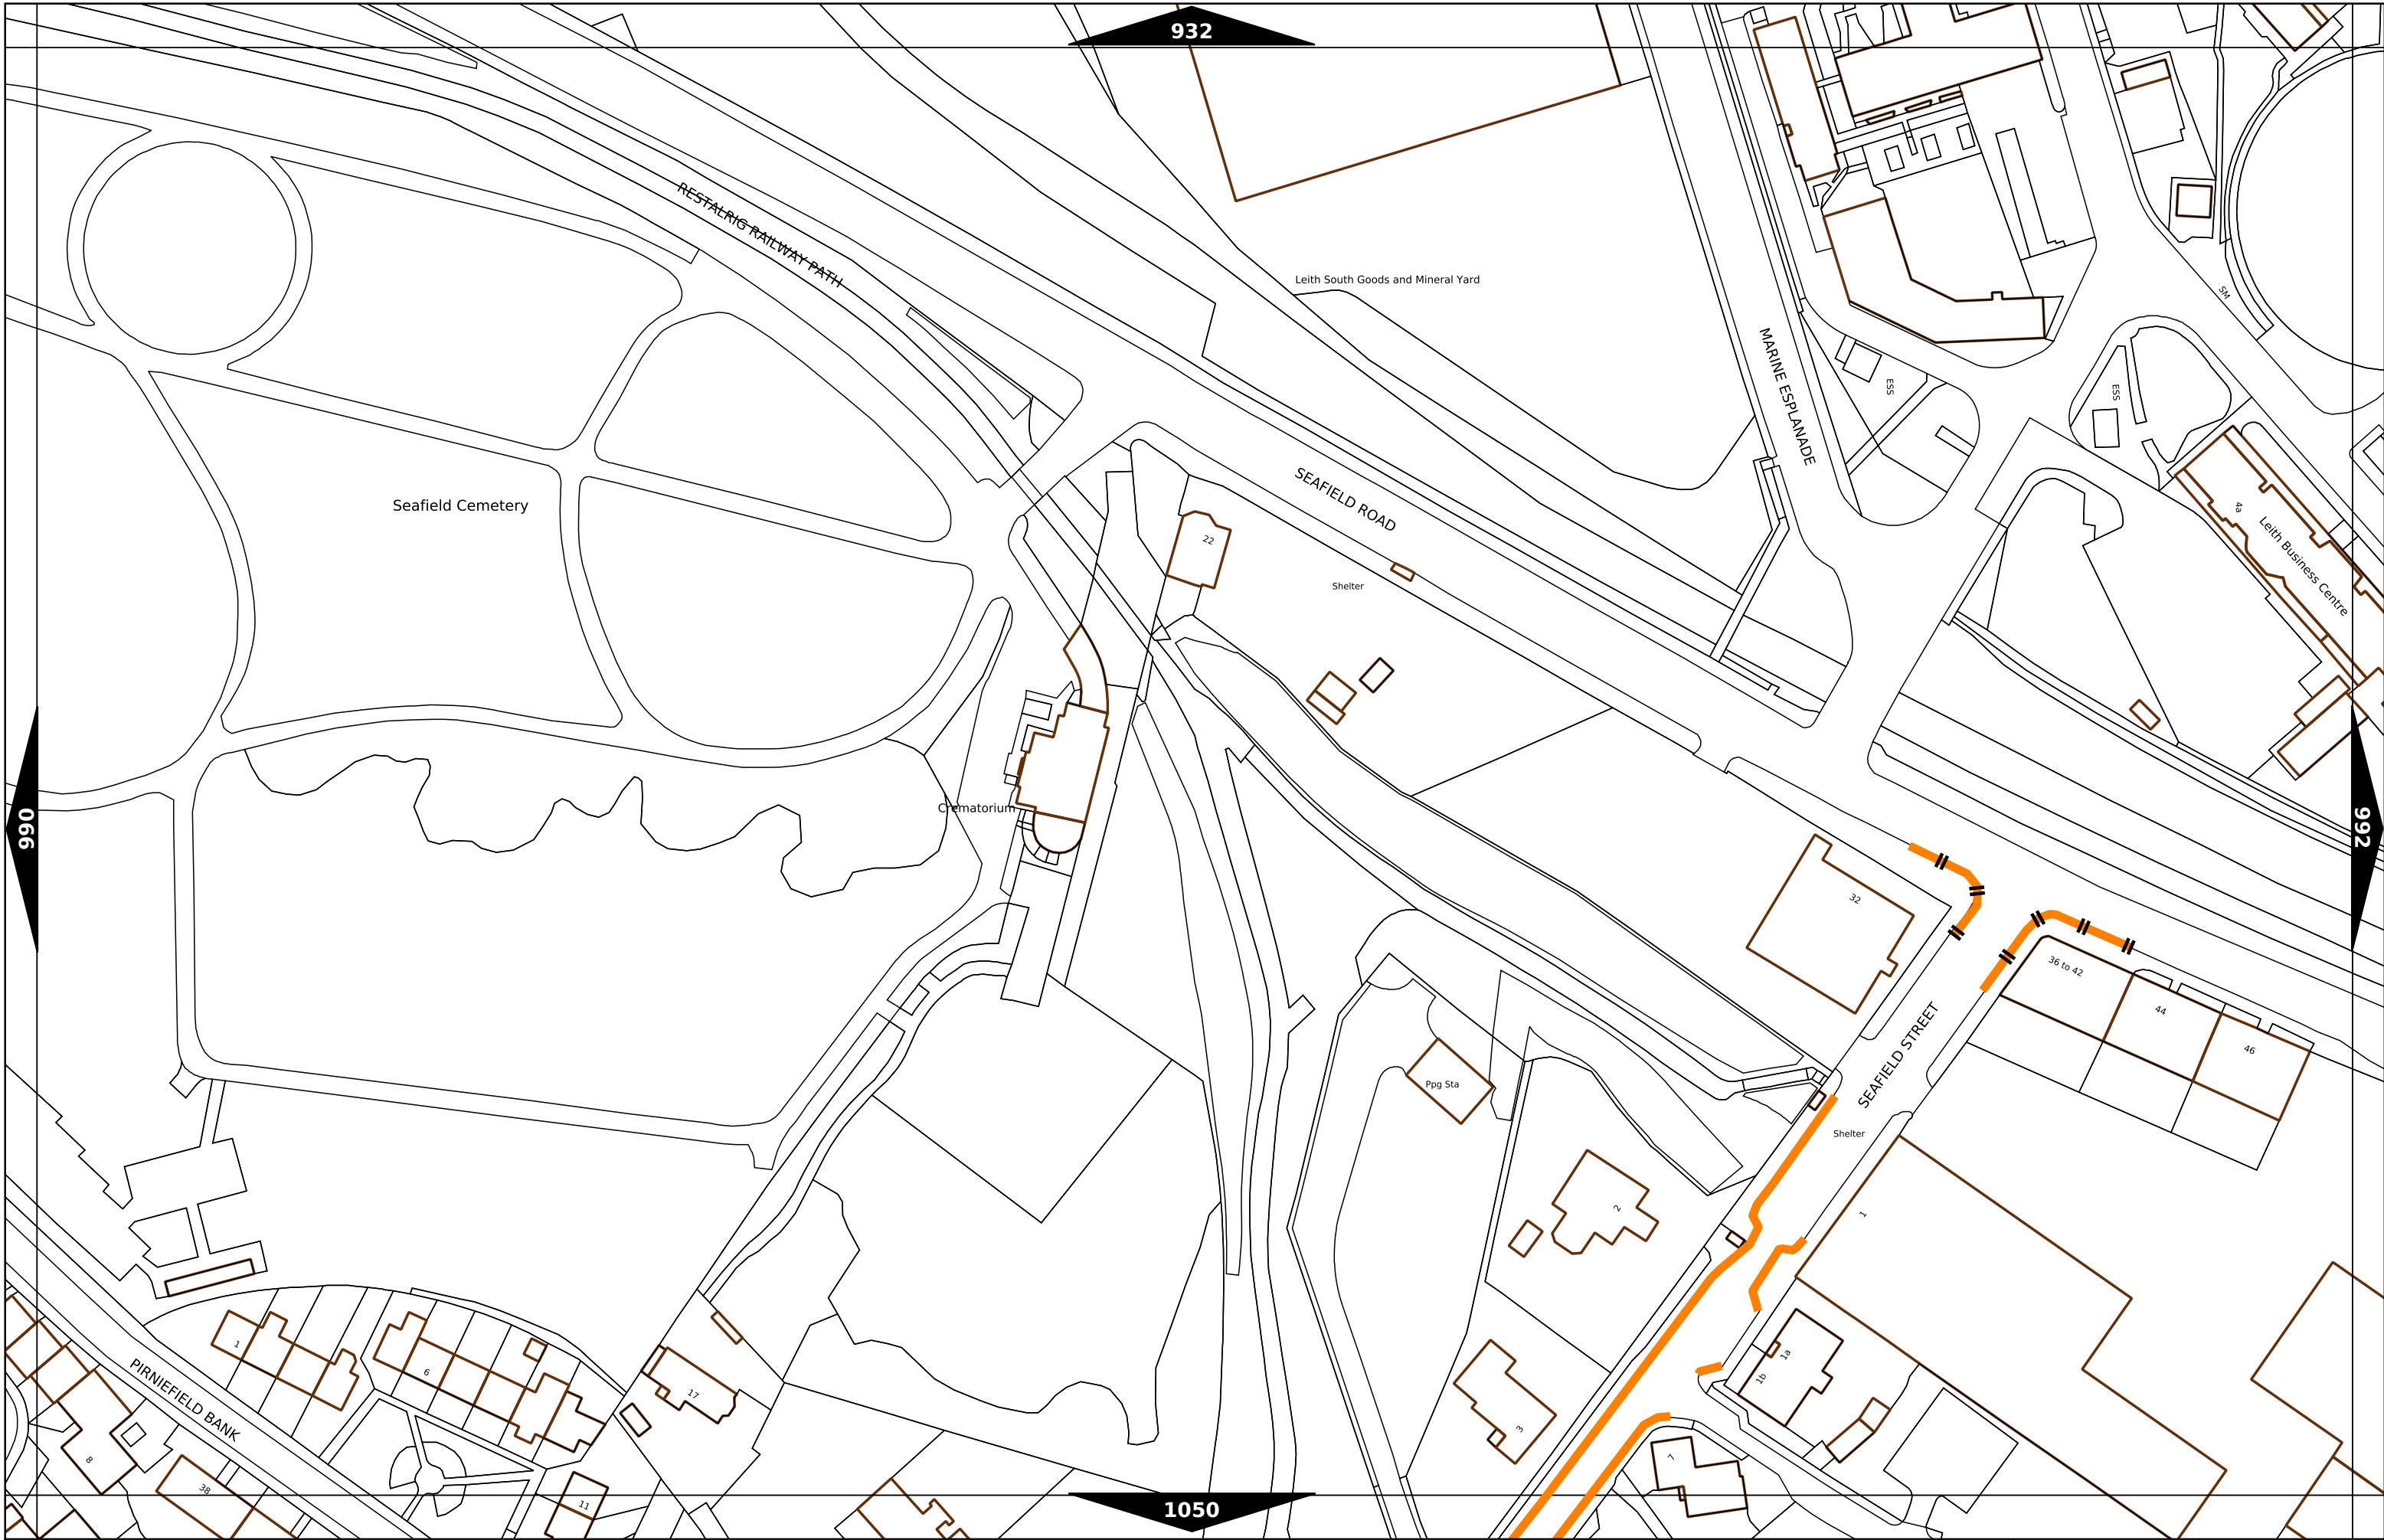 932
RESTALRIG RAILWAY PATH
Leith South Goods and Mineral Yard
SM
MARINE ESPLANADE
ESS
ESS
Seafield Cemetery
SEAFIELD ROAD
22
4a
Leith Business Centre
Shelter
Crematorium
990
992
32
36 to 42
44
46
SEAFIELD STREET
Ppg Sta
Shelter
2
1
1
6
PIRNIEFIELD BANK
17
1a
1b
3
7
8
38
11
1050